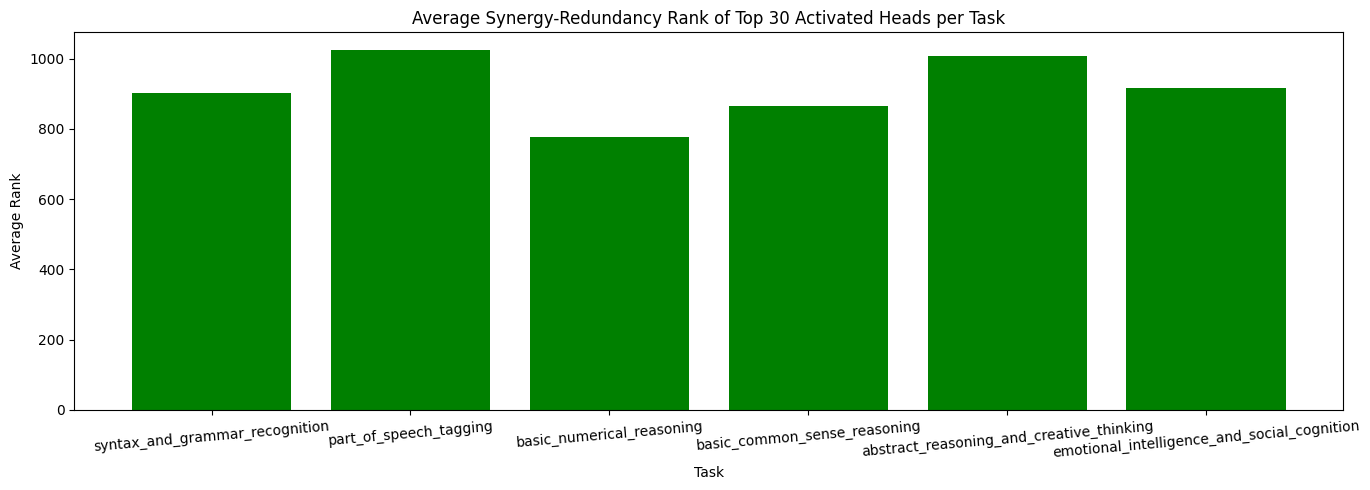 Average Synergy-Redundancy Rank of Top 30 Activated Heads per Task
Average Rank
1000
800
600
400
200
0
syntax_and_grammar_recognition
part_of_speech_tagging
basic_numerical_reasoning
basic_common_sense_reasoning
abstract_reasoning_and_creative_thinking
emotional_intelligence_and_social_cognition
Task